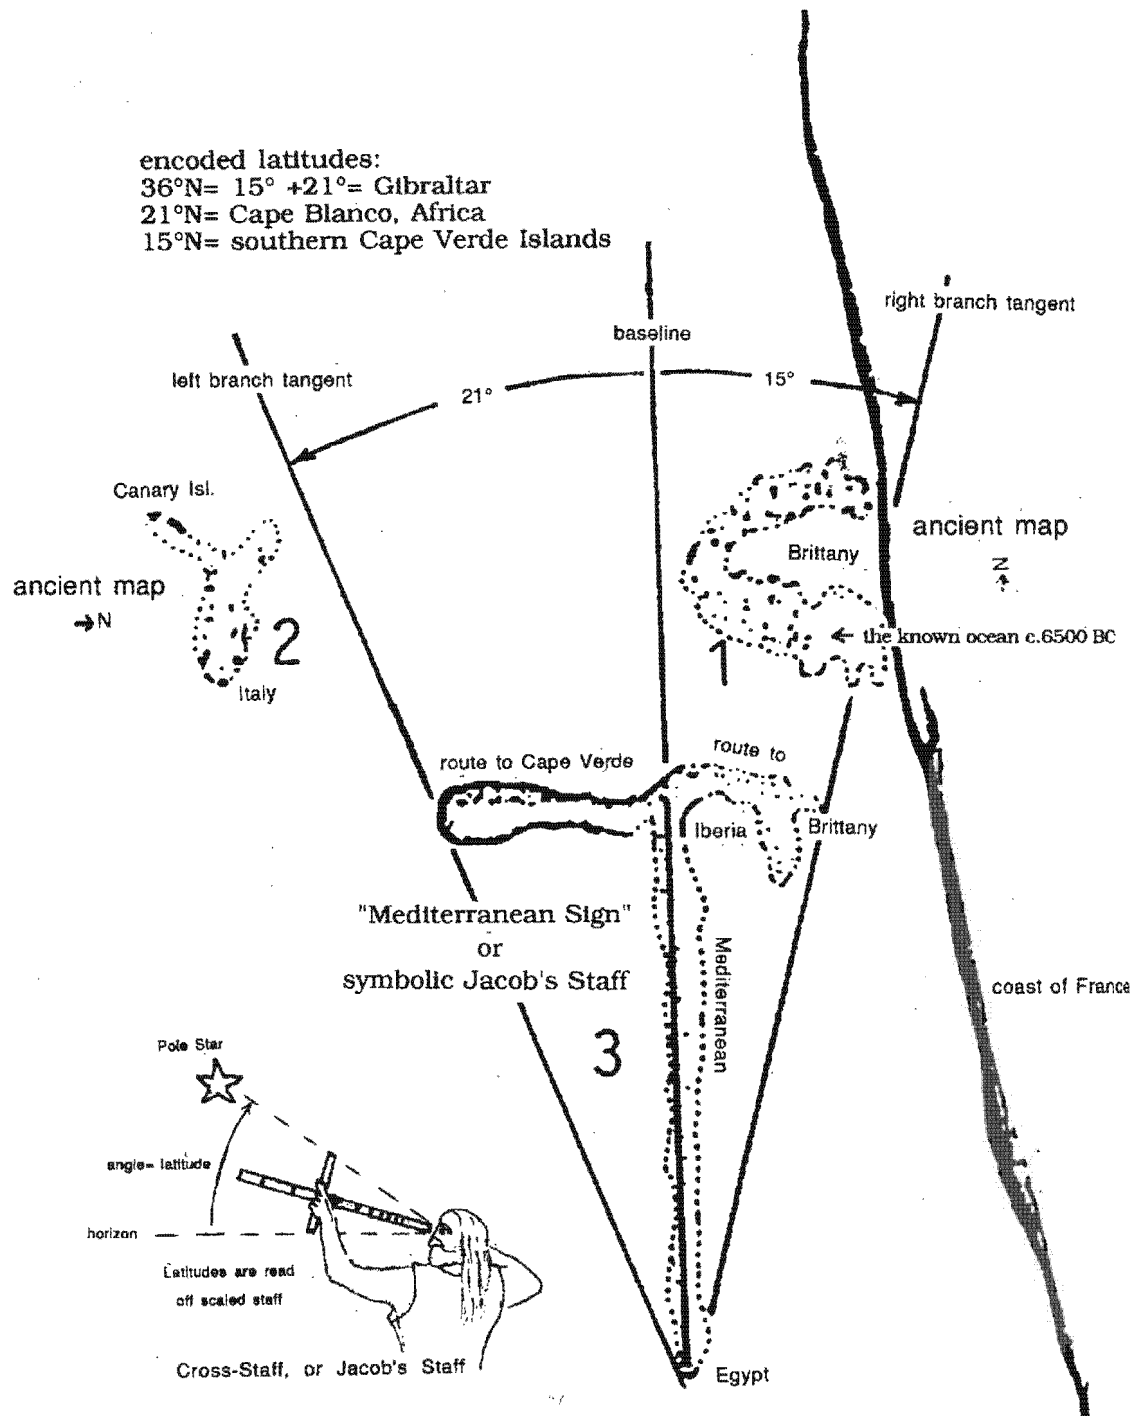 encoded latitudes:
36°N= 15° +21°= Gibraltar
21°N= Cape Blanco, Africa
15°N= southern Cape Verde Islands
right branch tangent
baseline
left branch tangent
21°
15°
Canary Isl.
ancient map
N
2
Italy
Brittany
ancient map
N
← the known ocean c.6500 BC
1
route to Cape Verde
route to
Iberia
Brittany
"Mediterranean Sign"
or
symbolic Jacob's Staff
Mediterranean
3
coast of France
Pole Star
angle= latitude
horizon
Latitudes are read
off scaled staff
Cross-Staff, or Jacob's Staff
Egypt